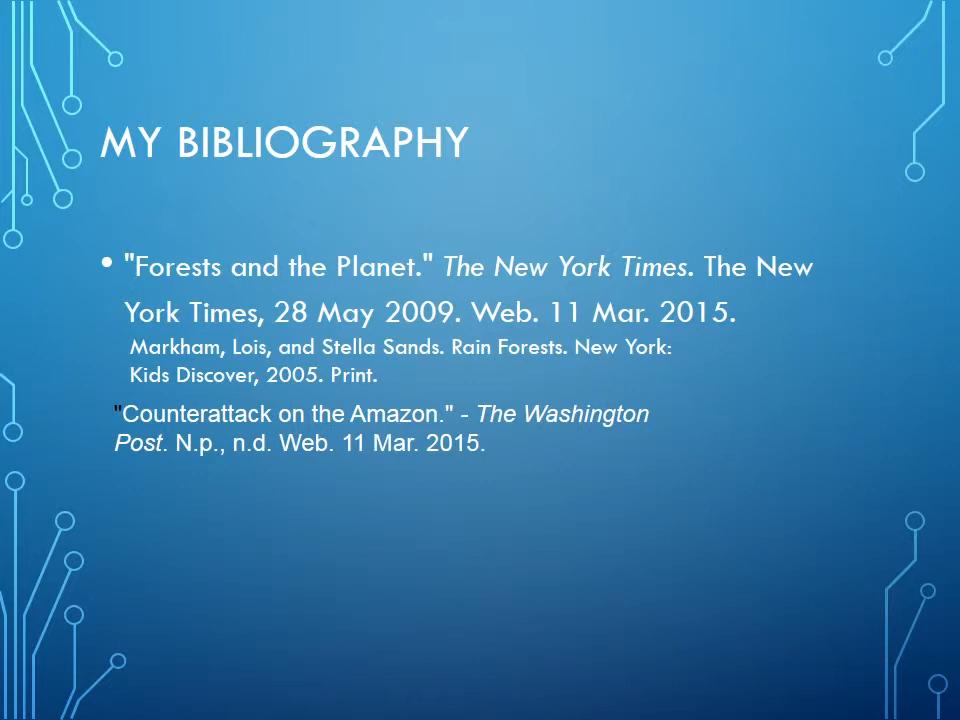 MY BIBLIOGRAPHY
• "Forests and the Planet." The New York Times. The New
York Times, 28 May 2009. Web. 11 Mar. 2015.
Markham, Lois, and Stella Sands. Rain Forests. New York:
Kids Discover, 2005. Print.
"Counterattack on the Amazon." - The Washington
Post. N.p., n.d. Web. 11 Mar. 2015.